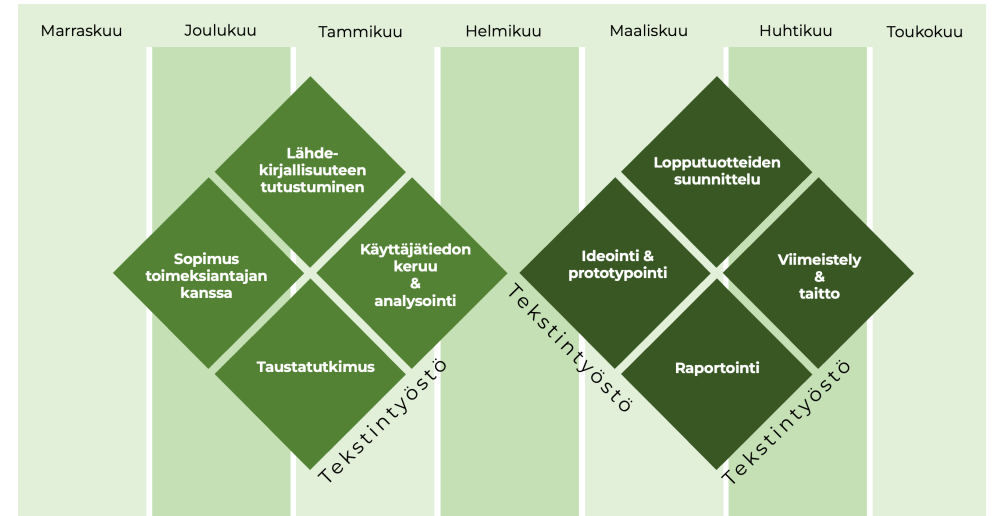 Marraskuu
Joulukuu
Tammikuu
Helmikuu
Maaliskuu
Huhtikuu
Toukokuu
Lähde-
kirjallisuuteen
tutustuminen
Sopimus
toimeksiantajan
kanssa
Käyttäjätiedon
keruu
&
analysointi
Taustatutkimus
Tekstintyöstö
Lopputuotteiden
suunnittelu
Ideointi &
prototypointi
Viimeistely
&
taitto
Raportointi
Tekstintyöstö
Tekstintyöstö